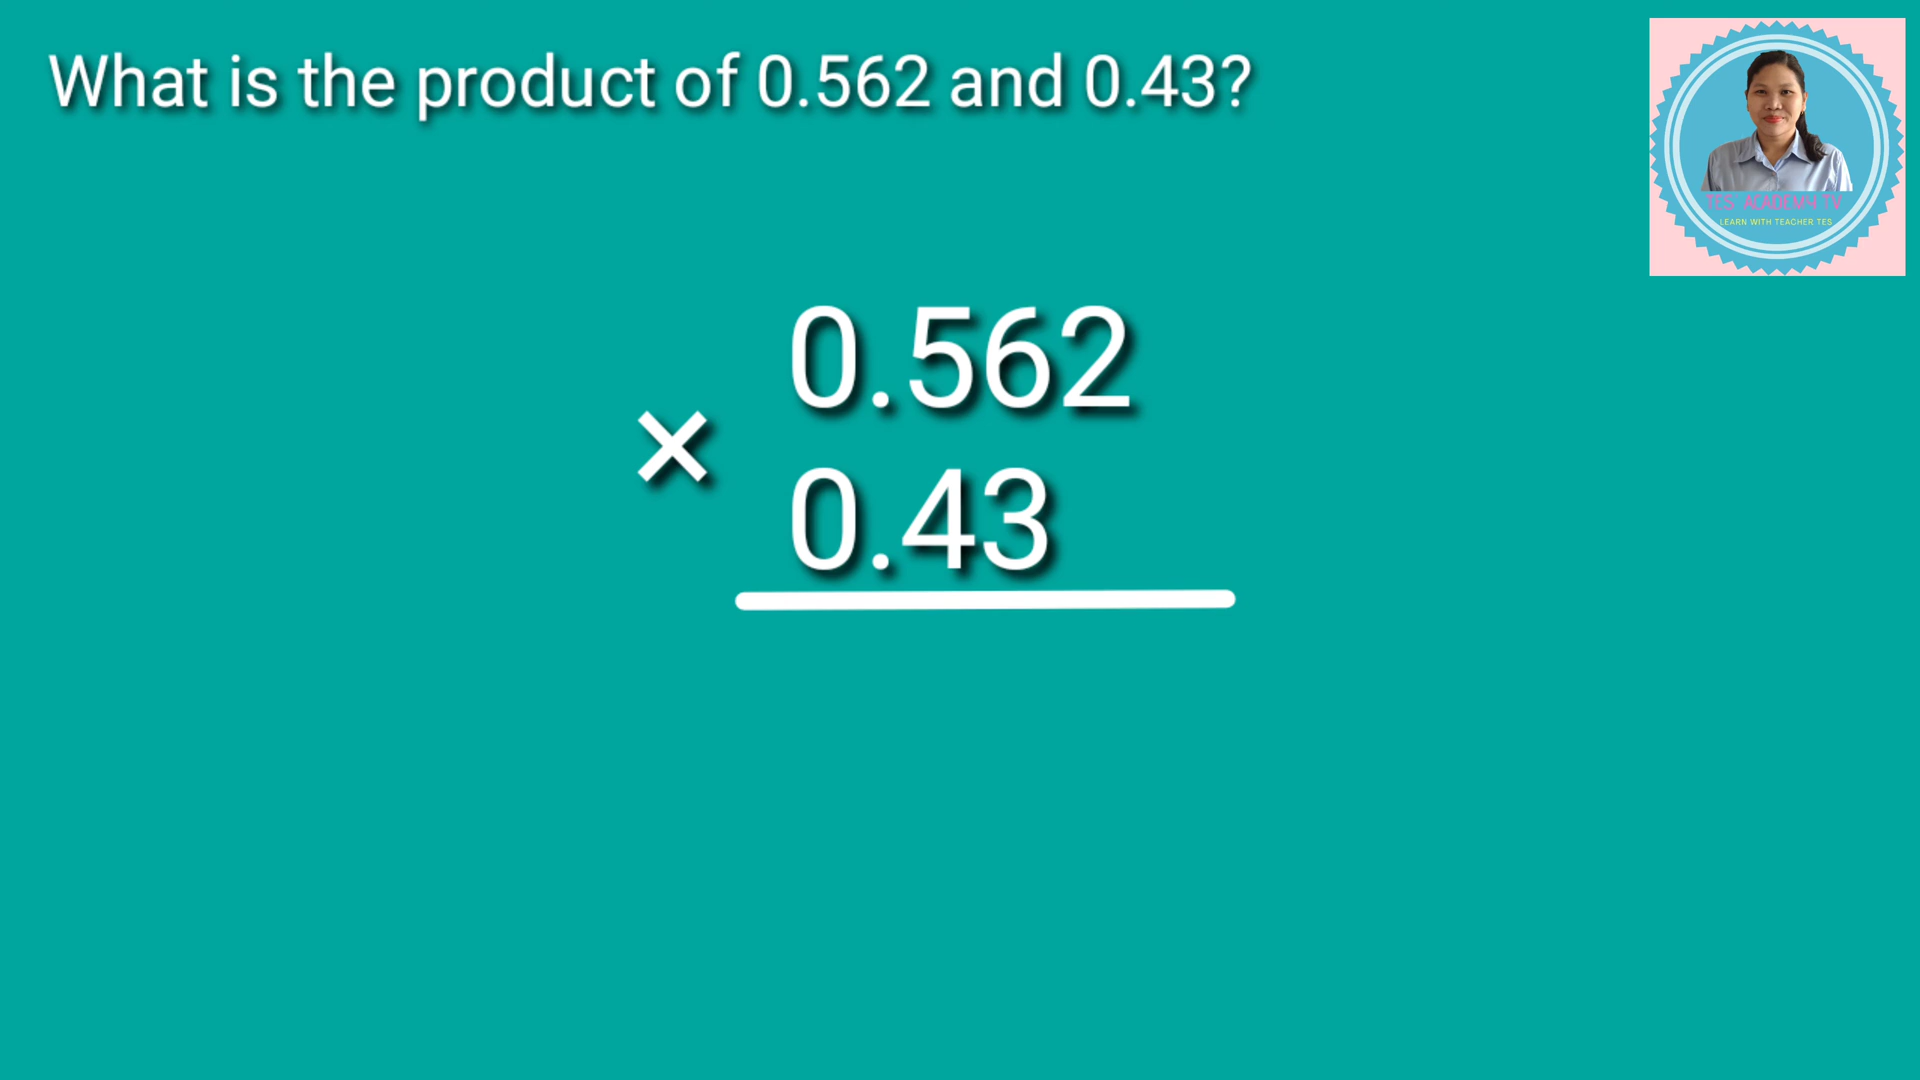 What is the product of 0.562 and 0.43?
TES' ACADEMY TV
LEARN WITH TEACHER TES
0.562
×
0.43